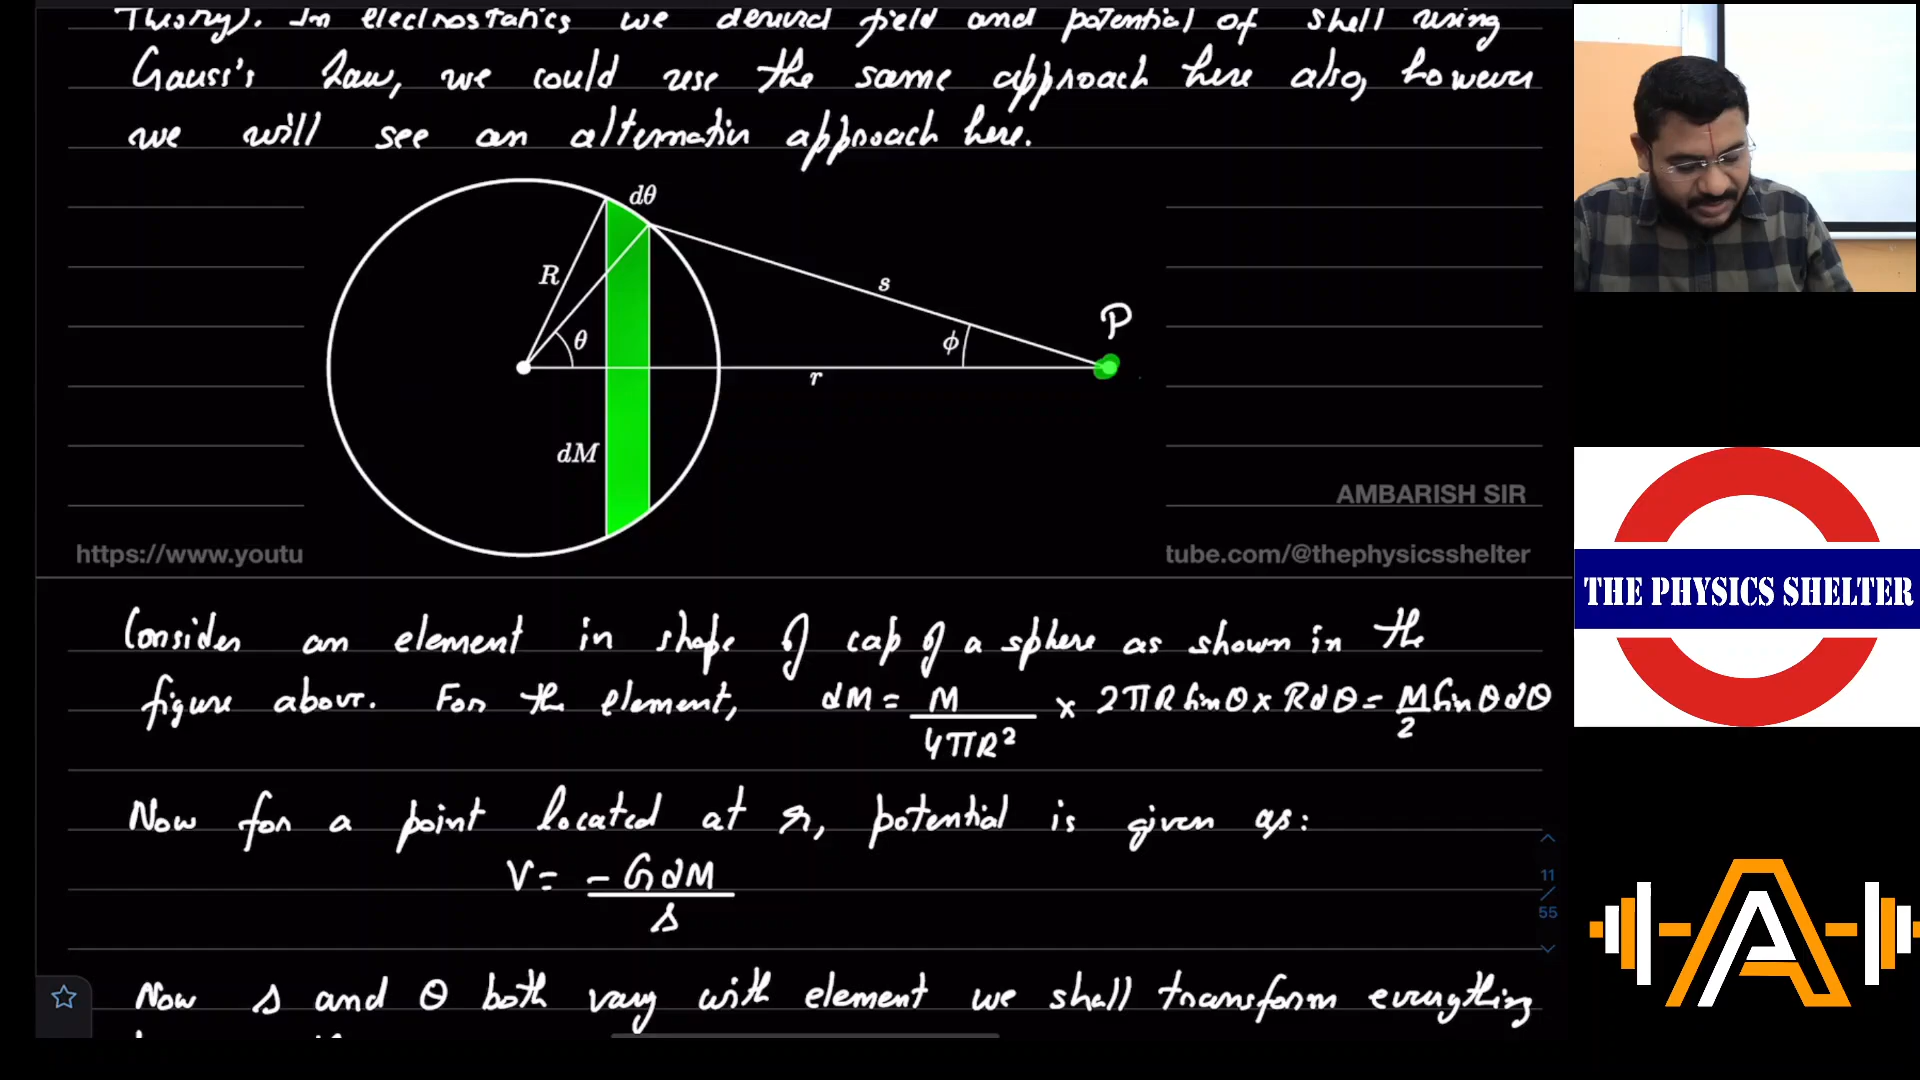 Theory). In electrostatics we derived field and potential of shell using
Gauss's Law, we could use the same approach here also, however
we will see an alternative approach here.
dθ
R
s
P
θ
ϕ
r
dM
AMBARISH SIR
https://www.youtu
tube.com/@thephysicsshelter
THE PHYSICS SHELTER
Consider an element in shape of cap of a sphere as shown in the
figure above. For the element, dM = M/4πR² × 2πR Sinθ × Rdθ = M/2 Sinθdθ
Now for a point located at r, potential is given as:
V = -GdM/s
11
/
55
Now s and θ both vary with element we shall transform everything